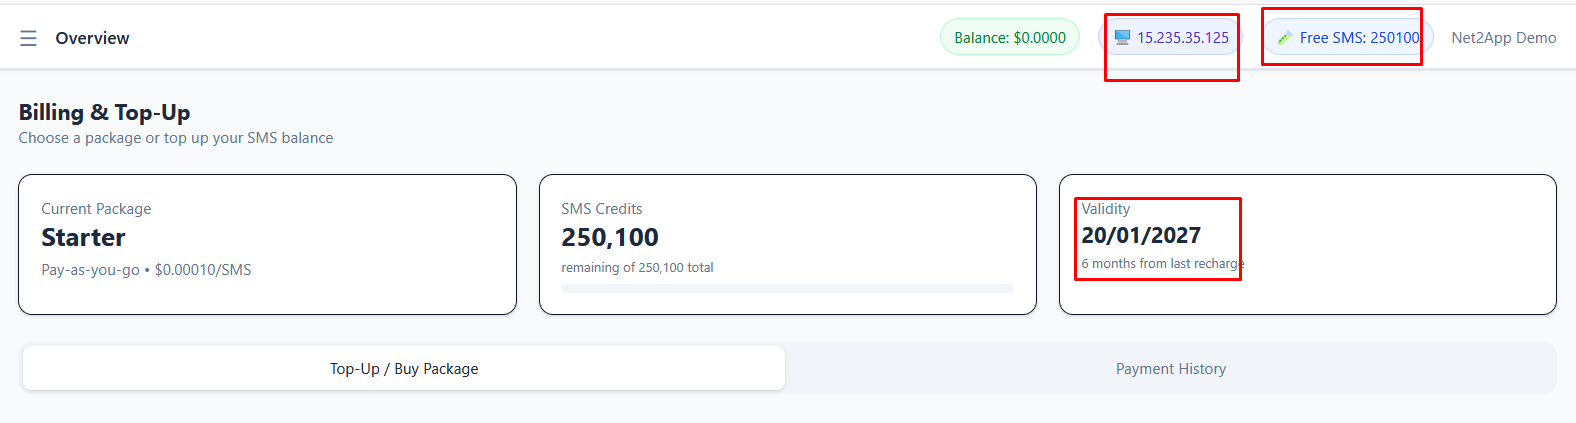 ☰ Overview
Balance: $0.0000
15.235.35.125
Free SMS: 250100
Net2App Demo
Billing & Top-Up
Choose a package or top up your SMS balance
Current Package
Starter
Pay-as-you-go • $0.00010/SMS
SMS Credits
250,100
remaining of 250,100 total
Validity
20/01/2027
6 months from last recharge
Top-Up / Buy Package
Payment History